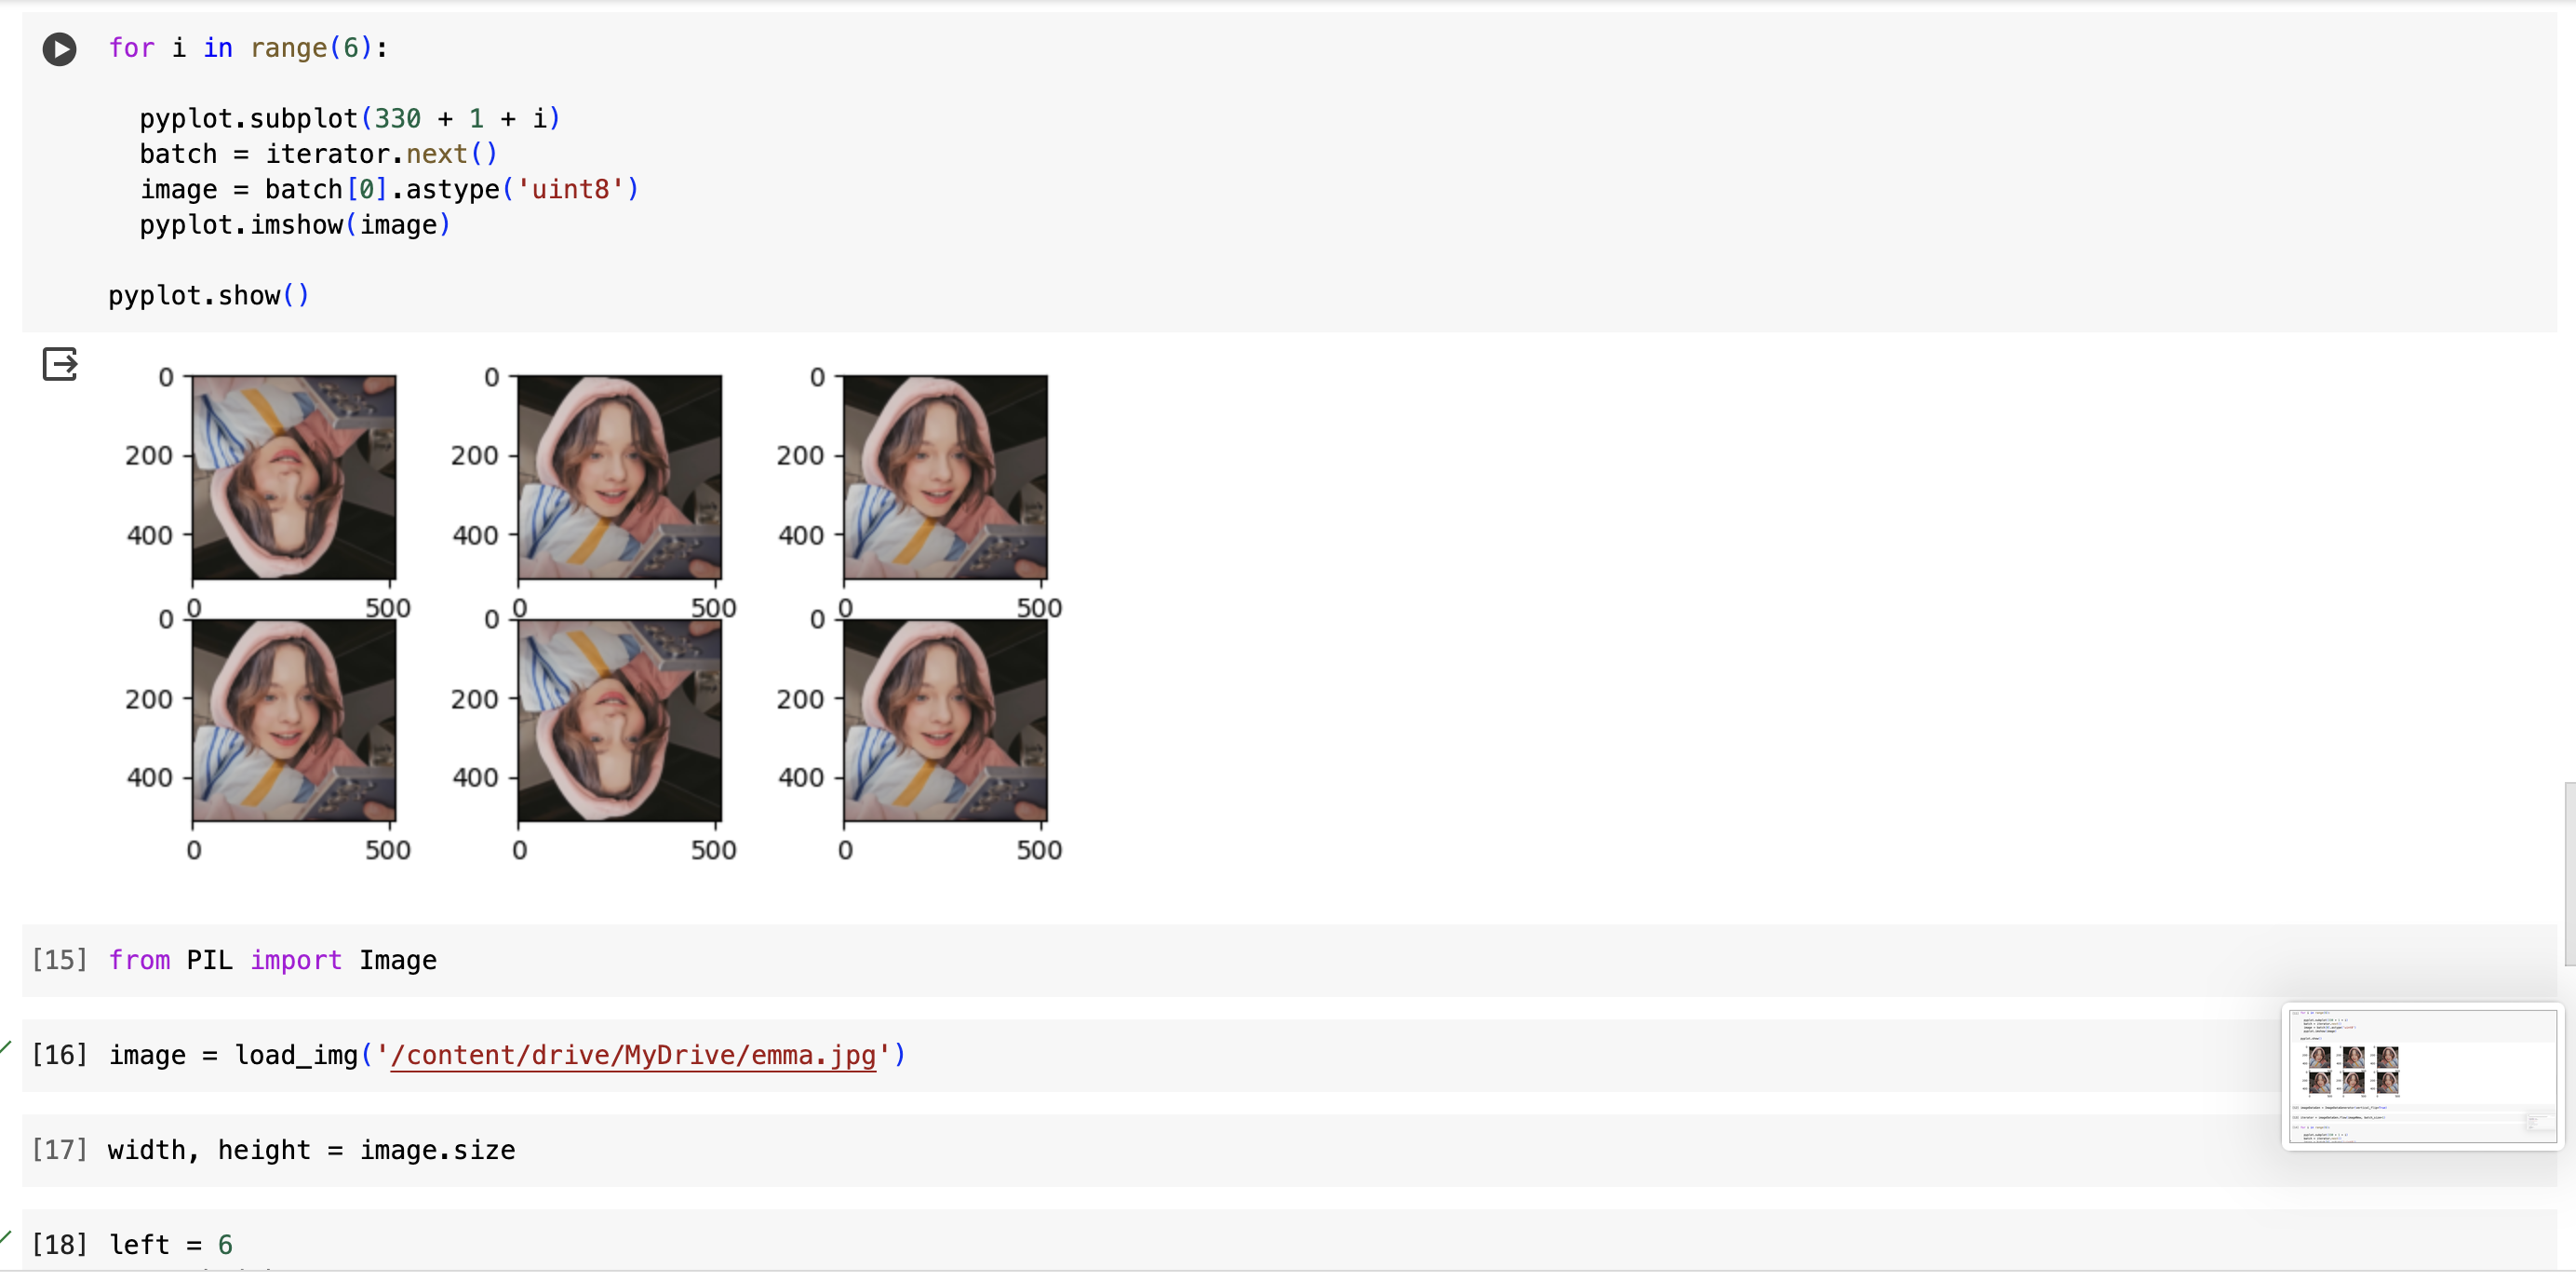 for i in range(6):
pyplot.subplot(330 + 1 + i)
batch = iterator.next()
image = batch[0].astype('uint8')
pyplot.imshow(image)
pyplot.show()
0
200
400
0 500
0
200
400
0 500
0
200
400
0 500
0
200
400
0 500
0
200
400
0 500
0
200
400
0 500
[15] from PIL import Image
[16] image = load_img('/content/drive/MyDrive/emma.jpg')
[17] width, height = image.size
[18] left = 6